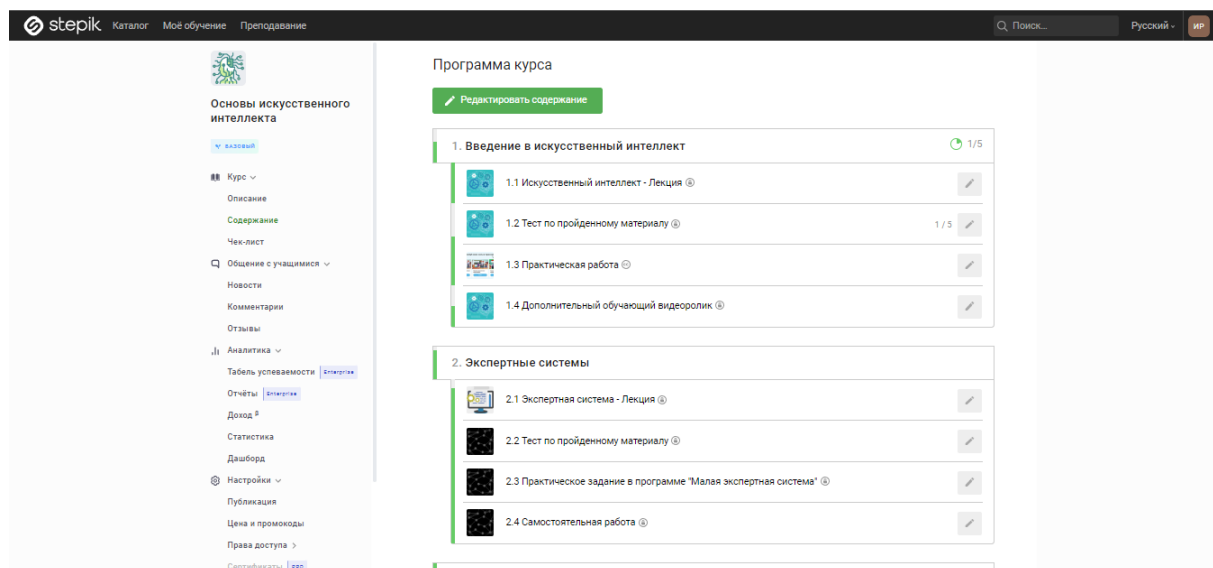 stepik Каталог Моё обучение Преподавание Поиск... Русский ИР
Основы искусственного
интеллекта
БАЗОВЫЙ
Курс
Описание
Содержание
Чек-лист
Общение с учащимися
Новости
Комментарии
Отзывы
Аналитика
Табель успеваемости Enterprise
Отчёты Enterprise
Доход β
Статистика
Дашборд
Настройки
Публикация
Цена и промокоды
Права доступа
Сертификаты PRO
Программа курса
Редактировать содержание
1. Введение в искусственный интеллект 1/5
1.1 Искусственный интеллект - Лекция
1.2 Тест по пройденному материалу 1 / 5
1.3 Практическая работа
1.4 Дополнительный обучающий видеоролик
2. Экспертные системы
2.1 Экспертная система - Лекция
2.2 Тест по пройденному материалу
2.3 Практическое задание в программе "Малая экспертная система"
2.4 Самостоятельная работа